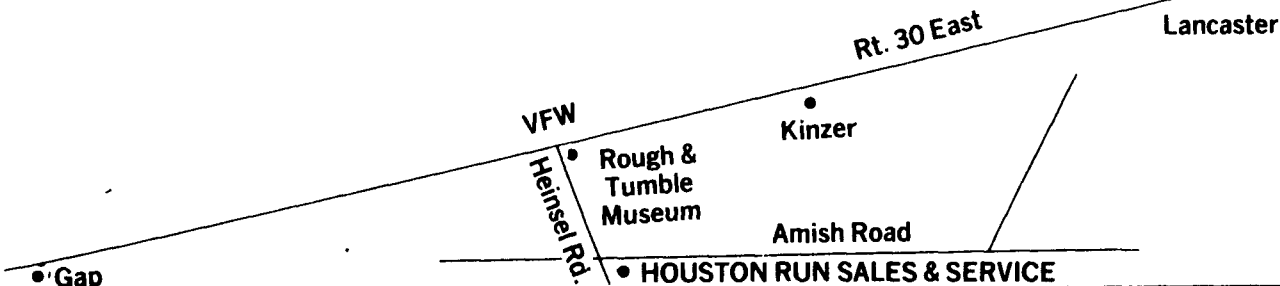 Rt. 30 East
Lancaster
VFW
Kinzer
Rough &
Tumble
Museum
Heinsel Rd.
Amish Road
HOUSTON RUN SALES & SERVICE
Gap